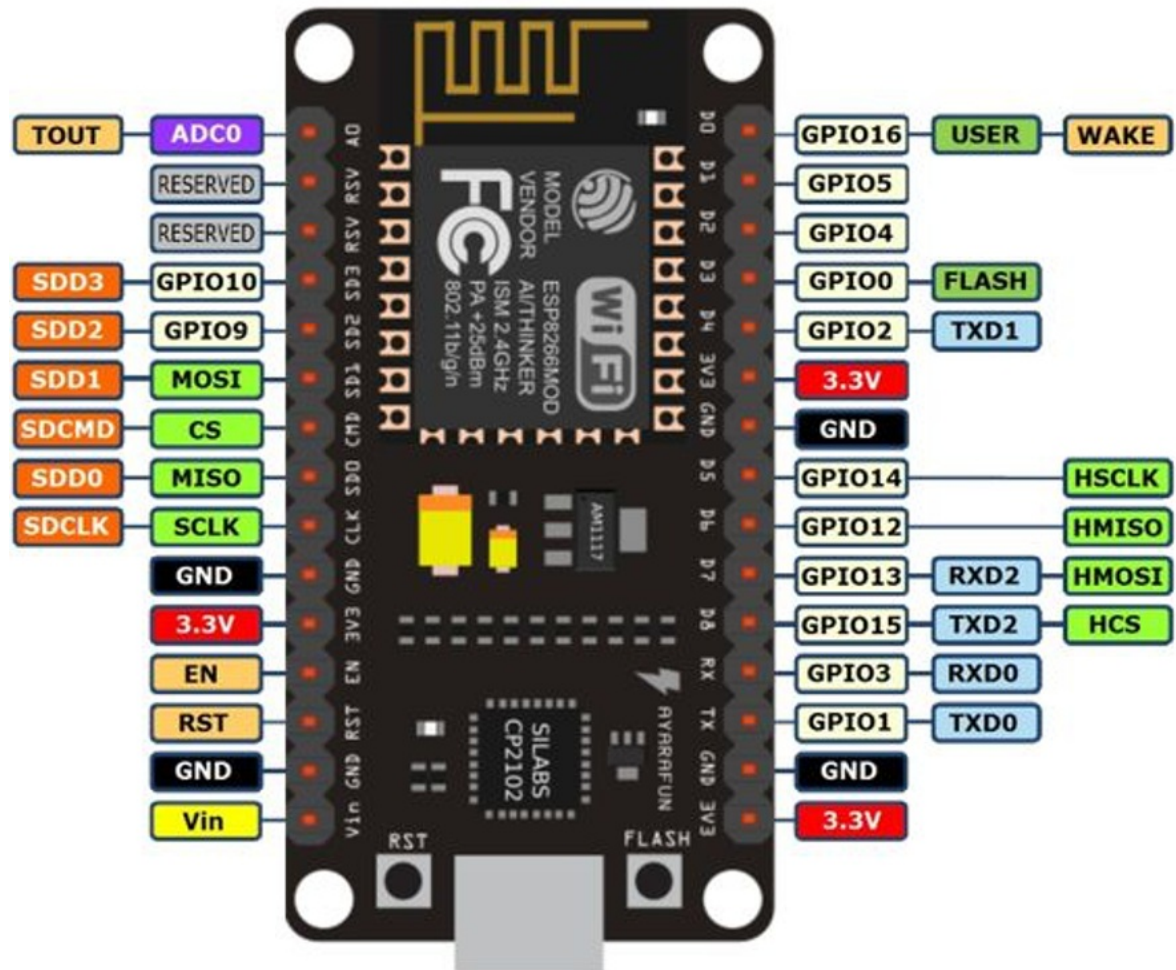 TOUT ADC0 A0 D0 GPIO16 USER WAKE
RESERVED RSV D1 GPIO5
RESERVED RSV D2 GPIO4
SDD3 GPIO10 SD3 D3 GPIO0 FLASH
SDD2 GPIO9 SD2 D4 GPIO2 TXD1
SDD1 MOSI SD1 3V3 3.3V
SDCMD CS CMD GND GND
SDD0 MISO SD0 D5 GPIO14 HSCLK
SDCLK SCLK CLK D6 GPIO12 HMISO
GND GND D7 GPIO13 RXD2 HMOSI
3.3V 3V3 D8 GPIO15 TXD2 HCS
EN EN RX GPIO3 RXD0
RST RST TX GPIO1 TXD0
GND GND GND GND
Vin Vin 3V3 3.3V
MODEL
VENDOR
ESP8266MOD
AI/THINKER
ISM 2.4GHz
PA +25dBm
802.11b/g/n
FC
WiFi
AM1117
SILABS
CP2102
AYARAFUN
RST
FLASH